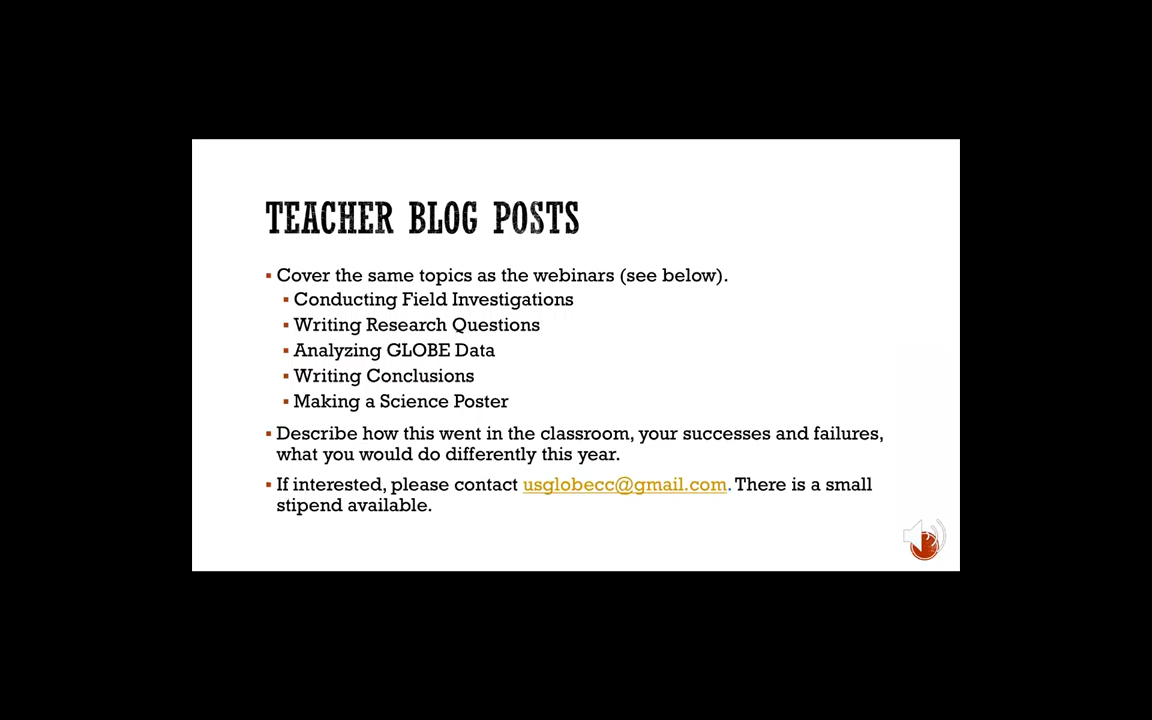 TEACHER BLOG POSTS
▪ Cover the same topics as the webinars (see below).
▪ Conducting Field Investigations
▪ Writing Research Questions
▪ Analyzing GLOBE Data
▪ Writing Conclusions
▪ Making a Science Poster
▪ Describe how this went in the classroom, your successes and failures,
what you would do differently this year.
▪ If interested, please contact usglobecc@gmail.com. There is a small
stipend available.